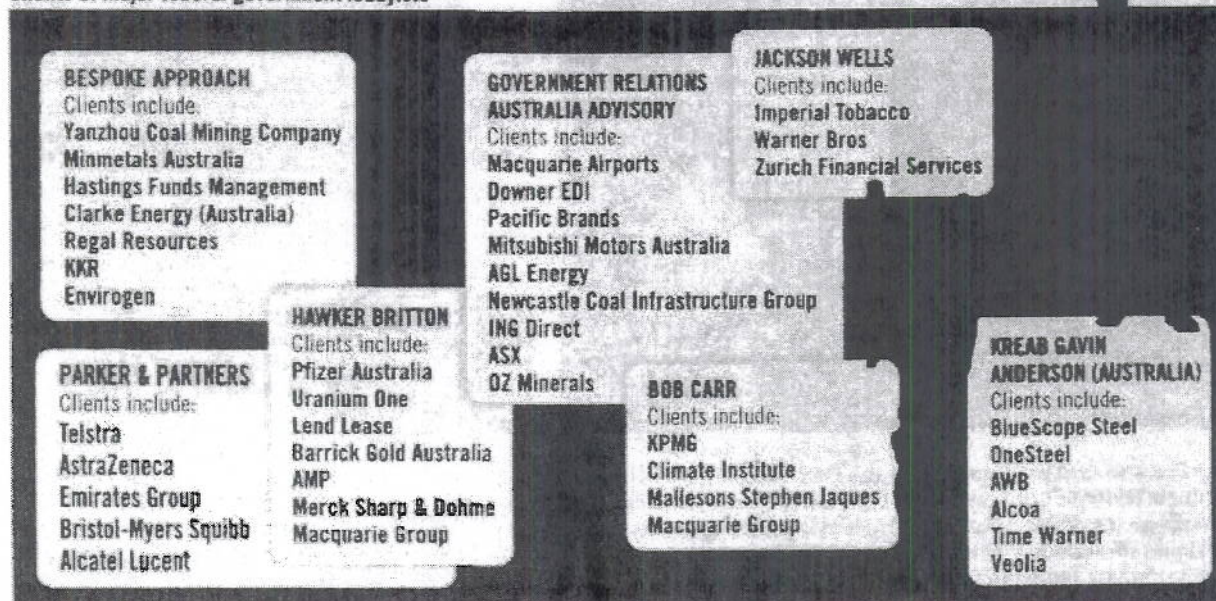 BESPOKE APPROACH
Clients include:
Yanzhou Coal Mining Company
Minmetals Australia
Hastings Funds Management
Clarke Energy (Australia)
Regal Resources
KKR
Envirogen
PARKER & PARTNERS
Clients include:
Telstra
AstraZeneca
Emirates Group
Bristol-Myers Squibb
Alcatel Lucent
HAWKER BRITTON
Clients include:
Pfizer Australia
Uranium One
Lend Lease
Barrick Gold Australia
AMP
Merck Sharp & Dohme
Macquarie Group
GOVERNMENT RELATIONS
AUSTRALIA ADVISORY
Clients include:
Macquarie Airports
Downer EDI
Pacific Brands
Mitsubishi Motors Australia
AGL Energy
Newcastle Coal Infrastructure Group
ING Direct
ASX
OZ Minerals
JACKSON WELLS
Clients include:
Imperial Tobacco
Warner Bros
Zurich Financial Services
BOB CARR
Clients include:
KPMG
Climate Institute
Mallesons Stephen Jaques
Macquarie Group
KREAB GAVIN
ANDERSON (AUSTRALIA)
Clients include:
BlueScope Steel
OneSteel
AWB
Alcoa
Time Warner
Veolia